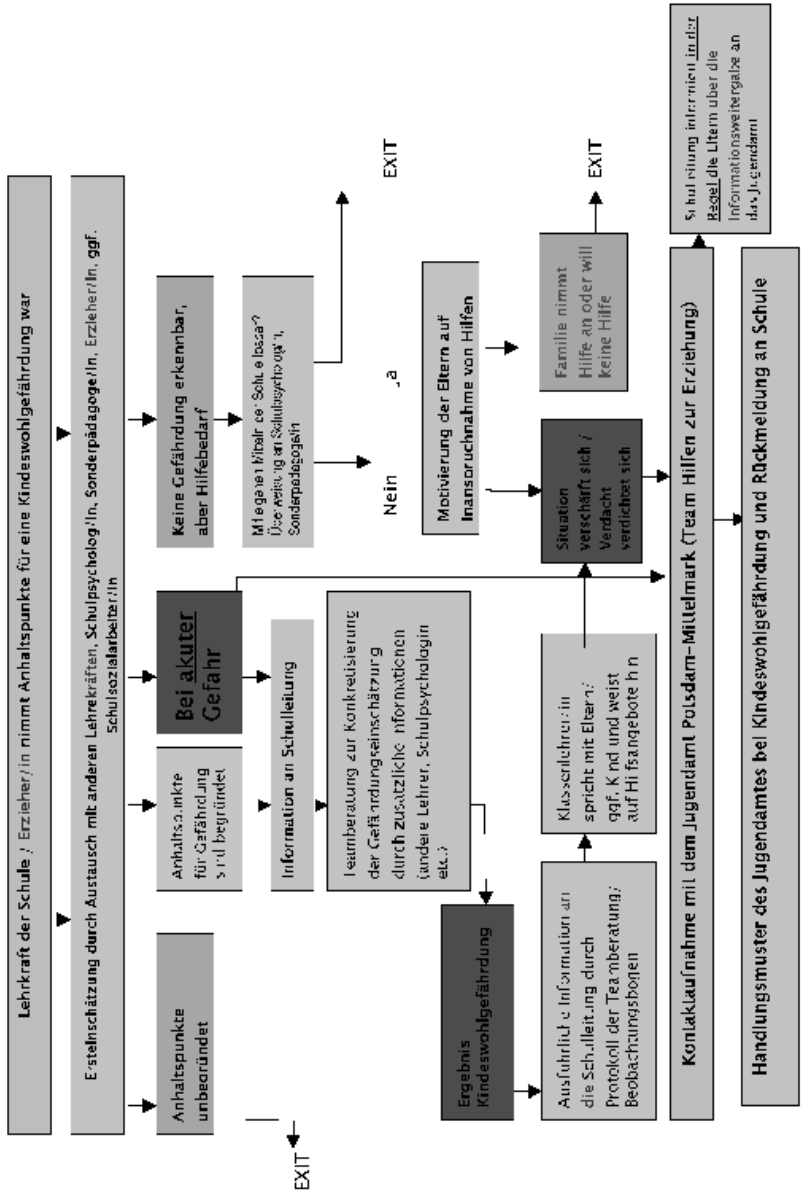 Lehrkraft der Schule / Erzieher/in nimmt Anhaltspunkte für eine Kindeswohlgefährdung war
Ersteinschätzung durch Austausch mit anderen Lehrekräften, Schulpsycholog/In, Sonderpädagoge/In, Erzieher/In, ggf.
Schulsozialarbeiter/In
Anhaltspunkte
unbegründet
EXIT
Anhaltspunkte
für Gefährdung
sind begründet
Bei akuter
Gefahr
Keine Gefährdung erkennbar,
aber Hilfebedarf
Information an Schulleitung
Mit eigenen Mitteln der Schule lösbar?
Überweisung an Schulpsychologin,
Sonderpädagogeln
Teamberatung zur Konkretisierung
der Gefährdungseinschätzung
durch zusätzliche Informationen
(andere Lehrer, Schulpsychologin
etc.)
Nein
Ja
EXIT
Motivierung der Eltern auf
Inanspruchnahme von Hilfen
Ergebnis
Kindeswohlgefährdung
Ausführliche Information an
die Schulleitung durch
Protokoll der Teamberatung/
Beobachtungsbogen
Klassenlehrer/in
spricht mit Eltern/
ggf. Kind und weist
auf Hilfsangebote hin
Situation
verschärft sich /
Verdacht
verdichtet sich
Familie nimmt
Hilfe an oder will
keine Hilfe
EXIT
Kontaktaufnahme mit dem Jugendamt Potsdam-Mittelmark (Team Hilfen zur Erziehung)
Schulleitung informiert in der
Regel die Eltern über die
Informationsweitergabe an
das Jugendamt
Handlungsmuster des Jugendamtes bei Kindeswohlgefährdung und Rückmeldung an Schule